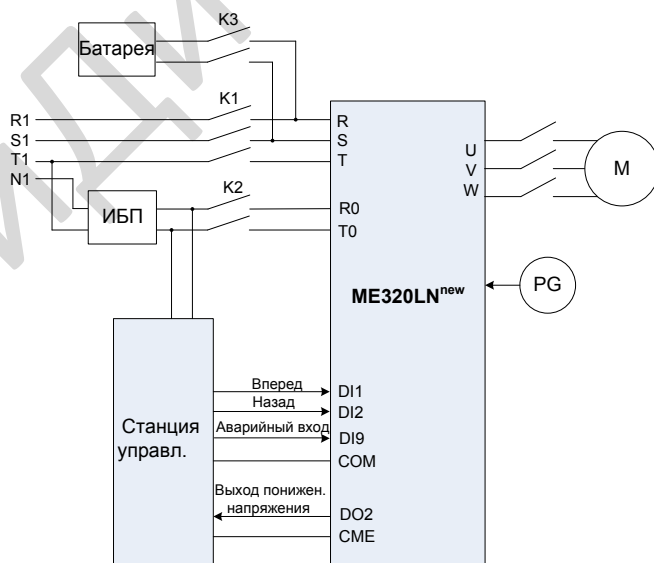 K3
Батарея
K1
R1
S1
T1
N1
R
S
T
U
V
W
M
K2
ИБП
R0
T0
ME320LNnew
PG
Вперед
DI1
Назад
DI2
Аварийный вход
DI9
Станция
управл.
COM
Выход понижен.
напряжения
DO2
CME